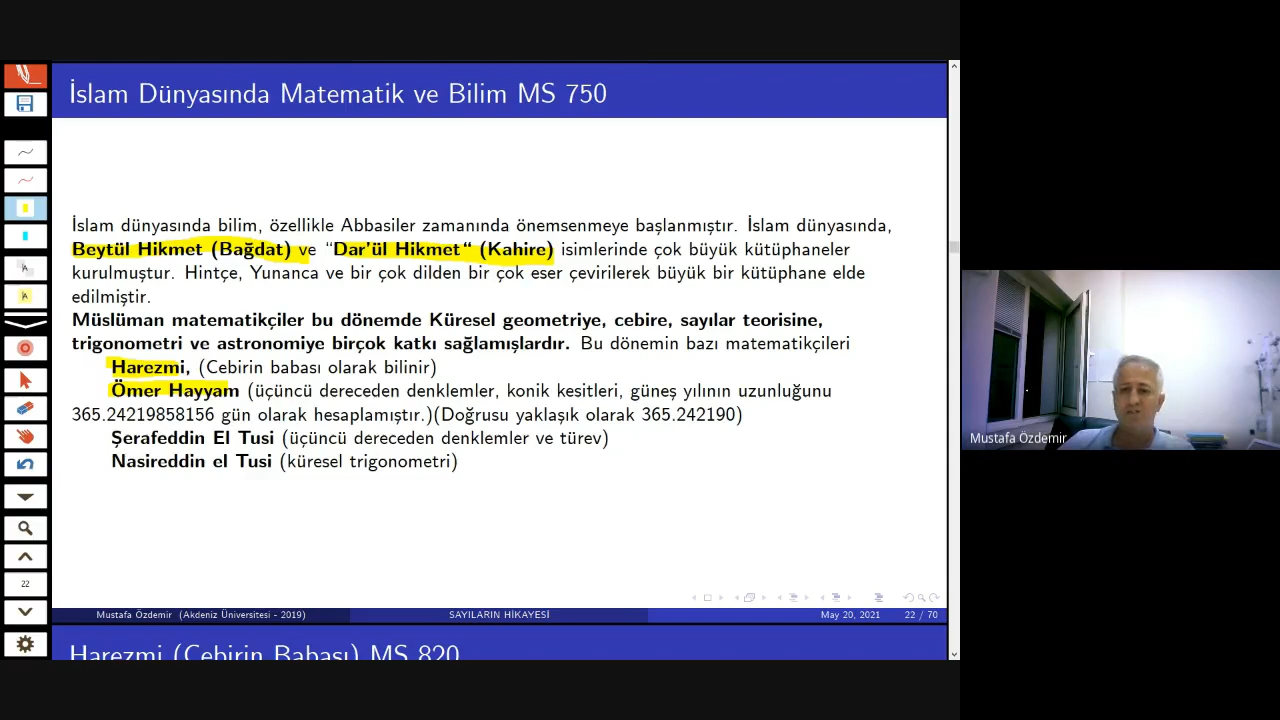 İslam Dünyasında Matematik ve Bilim MS 750
İslam dünyasında bilim, özellikle Abbasiler zamanında önemsenmeye başlanmıştır. İslam dünyasında,
Beytül Hikmet (Bağdat) ve “Dar'ül Hikmet“ (Kahire) isimlerinde çok büyük kütüphaneler
kurulmuştur. Hintçe, Yunanca ve bir çok dilden bir çok eser çevirilerek büyük bir kütüphane elde
edilmiştir.
Müslüman matematikçiler bu dönemde Küresel geometriye, cebire, sayılar teorisine,
trigonometri ve astronomiye birçok katkı sağlamışlardır. Bu dönemin bazı matematikçileri
Harezmi, (Cebirin babası olarak bilinir)
Ömer Hayyam (üçüncü dereceden denklemler, konik kesitleri, güneş yılının uzunluğunu
365.24219858156 gün olarak hesaplamıştır.)(Doğrusu yaklaşık olarak 365.242190)
Şerafeddin El Tusi (üçüncü dereceden denklemler ve türev)
Nasireddin el Tusi (küresel trigonometri)
Mustafa Özdemir
22
Mustafa Özdemir (Akdeniz Üniversitesi - 2019) SAYILARIN HİKAYESİ May 20, 2021 22 / 70
Harezmi (Cebirin Babası) MS 820